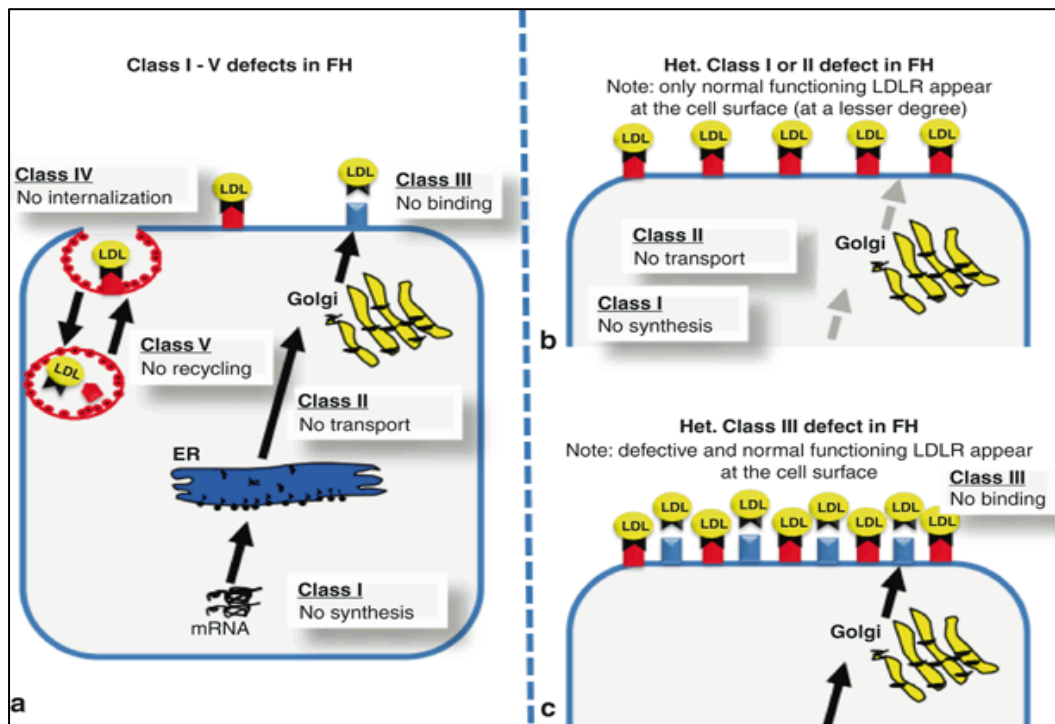 Class I - V defects in FH
Class IV
No internalization
LDL
LDL
Class III
No binding
LDL
LDL
Class V
No recycling
Golgi
Class II
No transport
ER
Class I
No synthesis
mRNA
a
Het. Class I or II defect in FH
Note: only normal functioning LDLR appear
at the cell surface (at a lesser degree)
LDL
LDL
LDL
LDL
LDL
Class II
No transport
Golgi
Class I
No synthesis
b
Het. Class III defect in FH
Note: defective and normal functioning LDLR appear
at the cell surface
Class III
No binding
LDL
LDL
LDL
LDL
LDL
LDL
LDL
LDL
LDL
Golgi
c